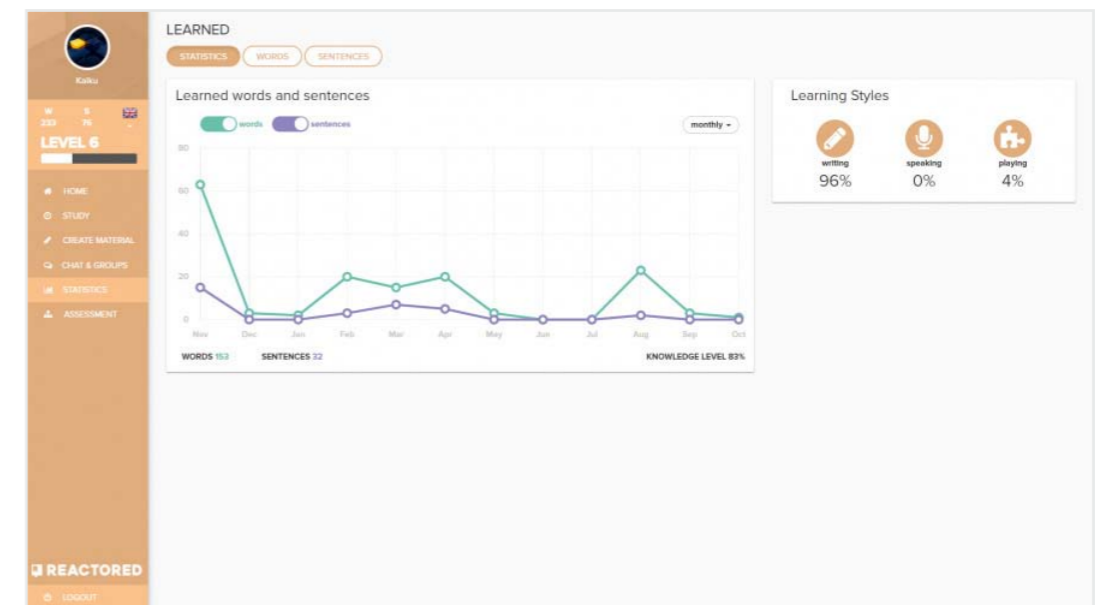 Kaiku
W S
233 76
LEVEL 6
HOME
STUDY
CREATE MATERIAL
CHAT & GROUPS
STATISTICS
ASSESSMENT
REACTORED
LOGOUT
LEARNED
STATISTICS WORDS SENTENCES
Learned words and sentences
words sentences monthly
80
60
40
20
0
Nov Dec Jan Feb Mar Apr May Jun Jul Aug Sep Oct
WORDS 153 SENTENCES 32 KNOWLEDGE LEVEL 83%
Learning Styles
writing speaking playing
96% 0% 4%